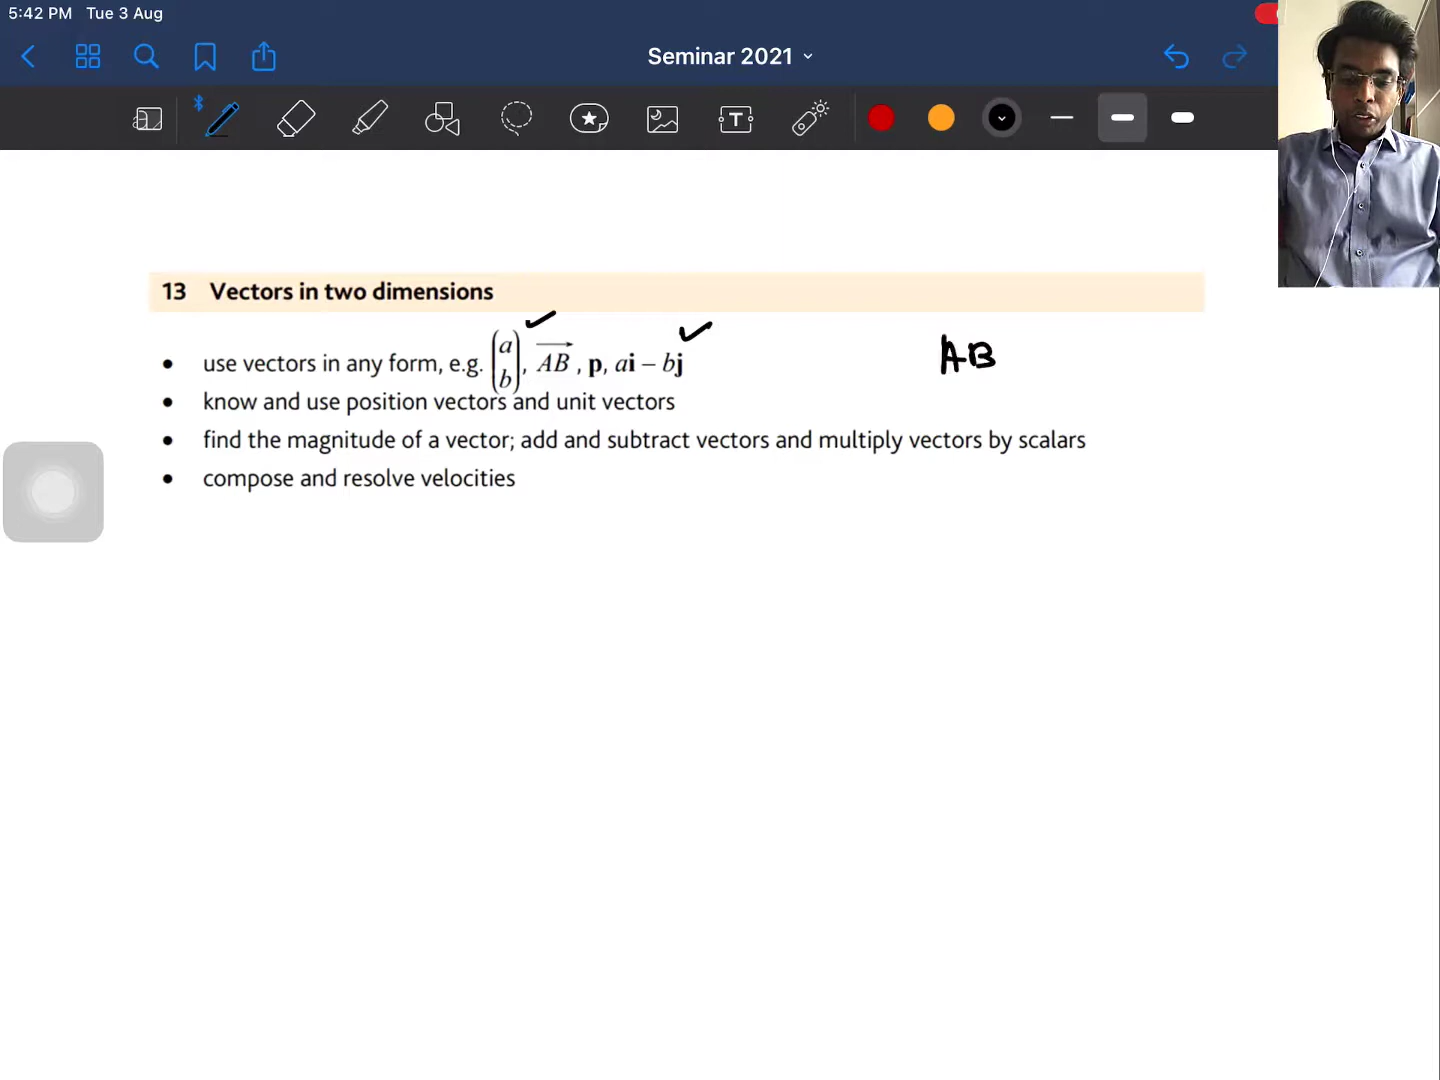 5:42 PM Tue 3 Aug
Seminar 2021
T
13 Vectors in two dimensions
• use vectors in any form, e.g. (a b), →AB, p, ai – bj
AB
• know and use position vectors and unit vectors
• find the magnitude of a vector; add and subtract vectors and multiply vectors by scalars
• compose and resolve velocities